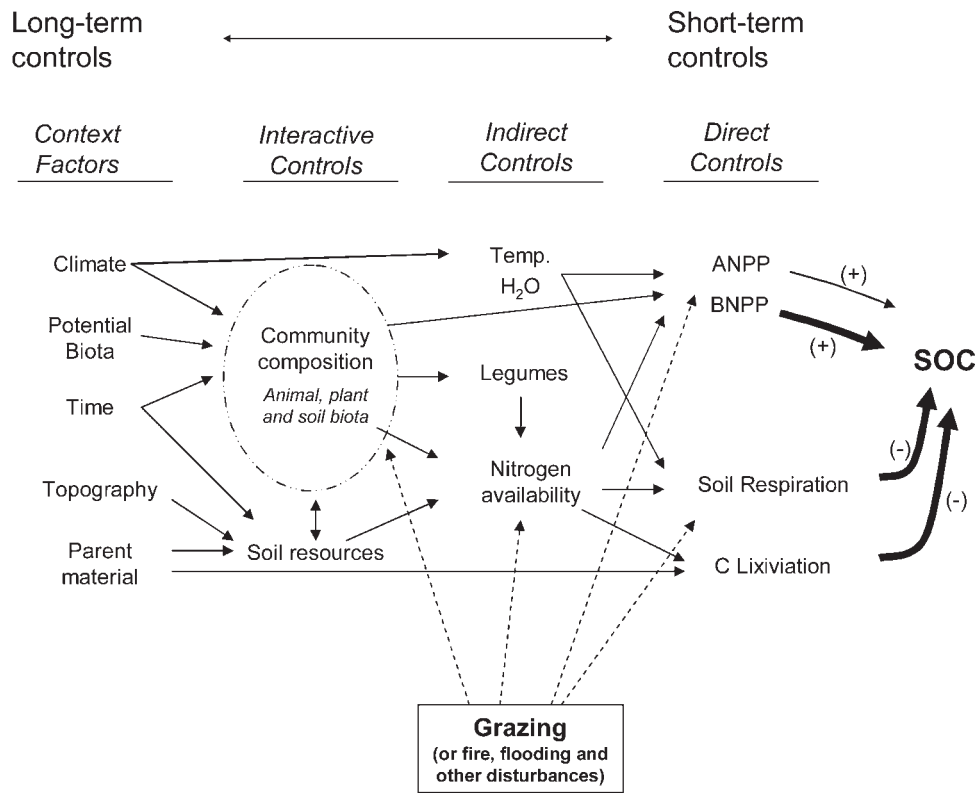 Long-term
controls
Short-term
controls
Context
Factors
Interactive
Controls
Indirect
Controls
Direct
Controls
Climate
Potential
Biota
Time
Topography
Parent
material
Community
composition
Animal, plant
and soil biota
Soil resources
Temp.
H₂O
Legumes
Nitrogen
availability
ANPP
BNPP
Soil Respiration
C Lixiviation
(+)
(+)
SOC
(-)
(-)
Grazing
(or fire, flooding and
other disturbances)